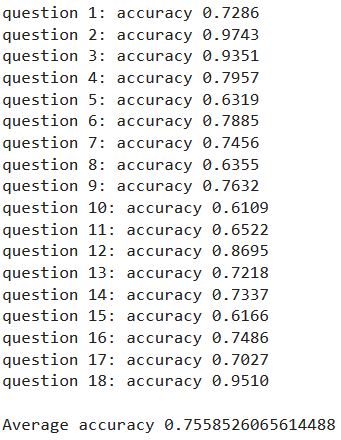 question 1: accuracy 0.7286
question 2: accuracy 0.9743
question 3: accuracy 0.9351
question 4: accuracy 0.7957
question 5: accuracy 0.6319
question 6: accuracy 0.7885
question 7: accuracy 0.7456
question 8: accuracy 0.6355
question 9: accuracy 0.7632
question 10: accuracy 0.6109
question 11: accuracy 0.6522
question 12: accuracy 0.8695
question 13: accuracy 0.7218
question 14: accuracy 0.7337
question 15: accuracy 0.6166
question 16: accuracy 0.7486
question 17: accuracy 0.7027
question 18: accuracy 0.9510
Average accuracy 0.7558526065614488